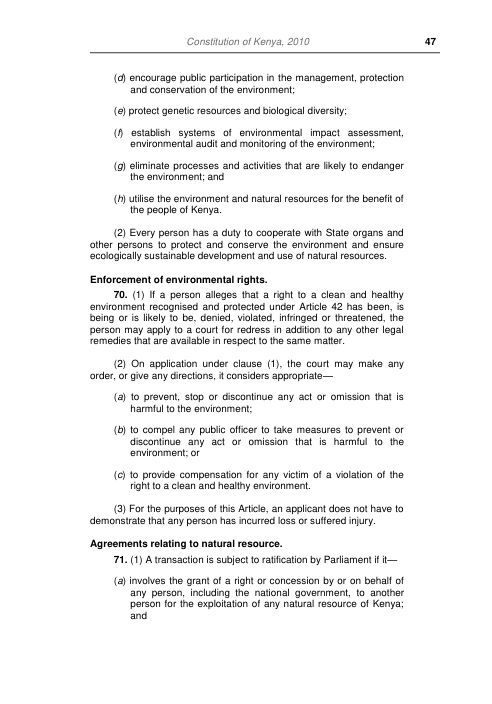 Constitution of Kenya, 2010 47
(d) encourage public participation in the management, protection
and conservation of the environment;
(e) protect genetic resources and biological diversity;
(f) establish systems of environmental impact assessment,
environmental audit and monitoring of the environment;
(g) eliminate processes and activities that are likely to endanger
the environment; and
(h) utilise the environment and natural resources for the benefit of
the people of Kenya.
(2) Every person has a duty to cooperate with State organs and
other persons to protect and conserve the environment and ensure
ecologically sustainable development and use of natural resources.
Enforcement of environmental rights.
70. (1) If a person alleges that a right to a clean and healthy
environment recognised and protected under Article 42 has been, is
being or is likely to be, denied, violated, infringed or threatened, the
person may apply to a court for redress in addition to any other legal
remedies that are available in respect to the same matter.
(2) On application under clause (1), the court may make any
order, or give any directions, it considers appropriate—
(a) to prevent, stop or discontinue any act or omission that is
harmful to the environment;
(b) to compel any public officer to take measures to prevent or
discontinue any act or omission that is harmful to the
environment; or
(c) to provide compensation for any victim of a violation of the
right to a clean and healthy environment.
(3) For the purposes of this Article, an applicant does not have to
demonstrate that any person has incurred loss or suffered injury.
Agreements relating to natural resource.
71. (1) A transaction is subject to ratification by Parliament if it—
(a) involves the grant of a right or concession by or on behalf of
any person, including the national government, to another
person for the exploitation of any natural resource of Kenya;
and